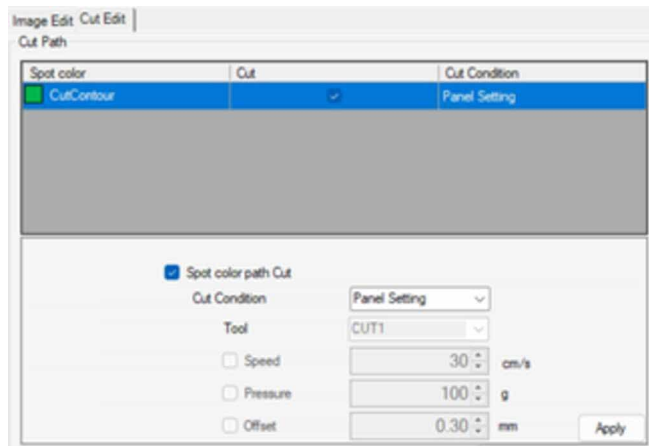 Image Edit Cut Edit
Cut Path
Spot color Cut Cut Condition
CutContour Panel Setting
Spot color path Cut
Cut Condition Panel Setting
Tool CUT1
Speed 30 cm/s
Pressure 100 g
Offset 0.30 mm Apply